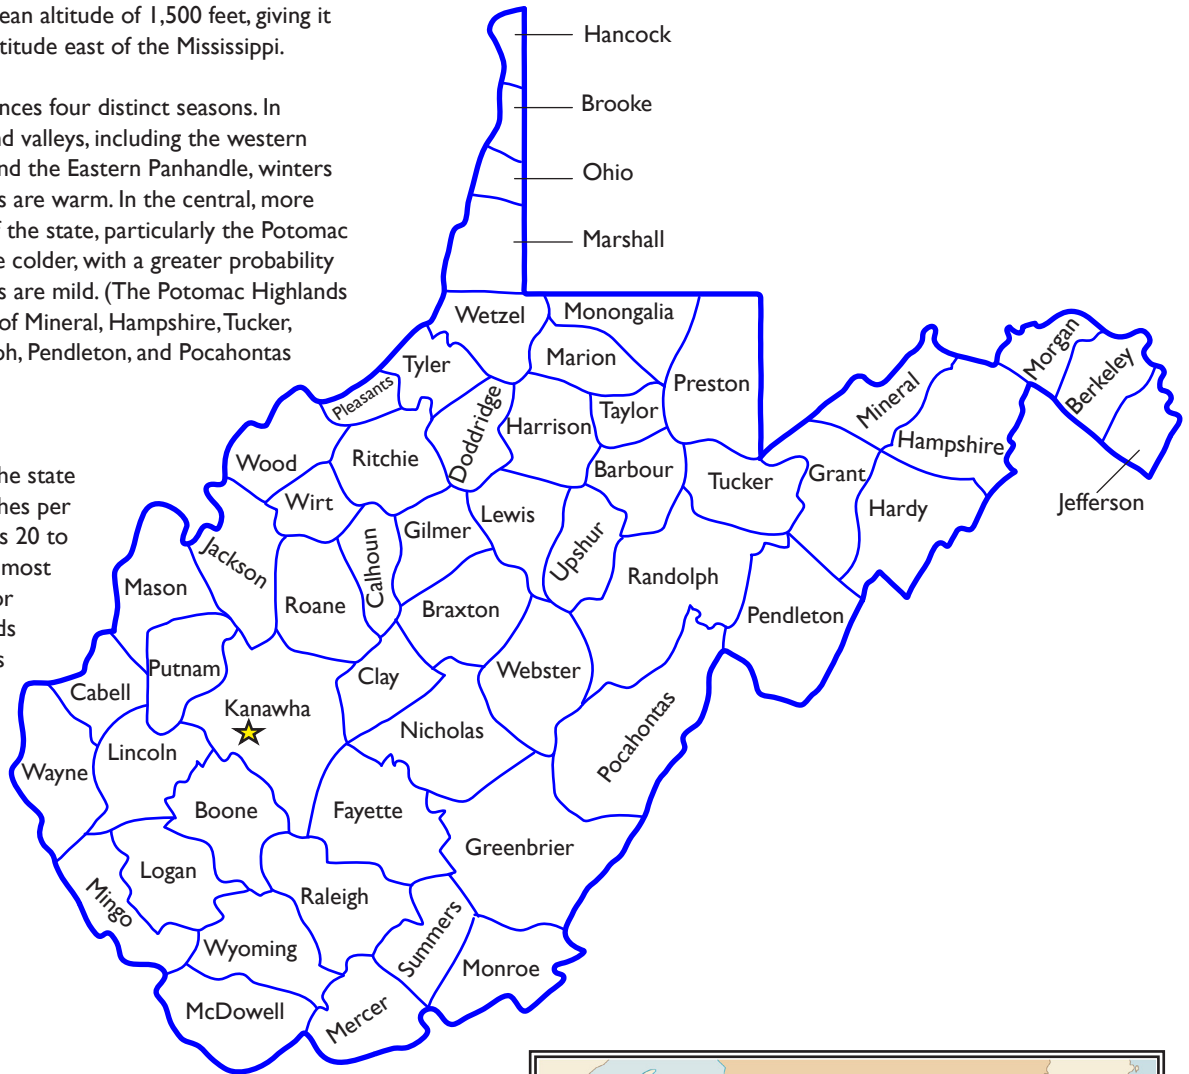 ean altitude of 1,500 feet, giving it
titude east of the Mississippi.
nces four distinct seasons. In
nd valleys, including the western
nd the Eastern Panhandle, winters
s are warm. In the central, more
f the state, particularly the Potomac
e colder, with a greater probability
s are mild. (The Potomac Highlands
of Mineral, Hampshire, Tucker,
ph, Pendleton, and Pocahontas
he state
hes per
s 20 to
most
or
ds
s
Hancock
Brooke
Ohio
Marshall
Wetzel
Monongalia
Marion
Tyler
Pleasants
Preston
Doddridge
Harrison
Taylor
Mineral
Morgan
Berkeley
Hampshire
Jefferson
Wood
Ritchie
Barbour
Tucker
Grant
Hardy
Wirt
Lewis
Gilmer
Calhoun
Upshur
Jackson
Mason
Roane
Braxton
Randolph
Pendleton
Putnam
Cabell
Clay
Webster
Kanawha
Nicholas
Pocahontas
Lincoln
Wayne
Boone
Fayette
Greenbrier
Logan
Mingo
Raleigh
Summers
Wyoming
Monroe
McDowell
Mercer